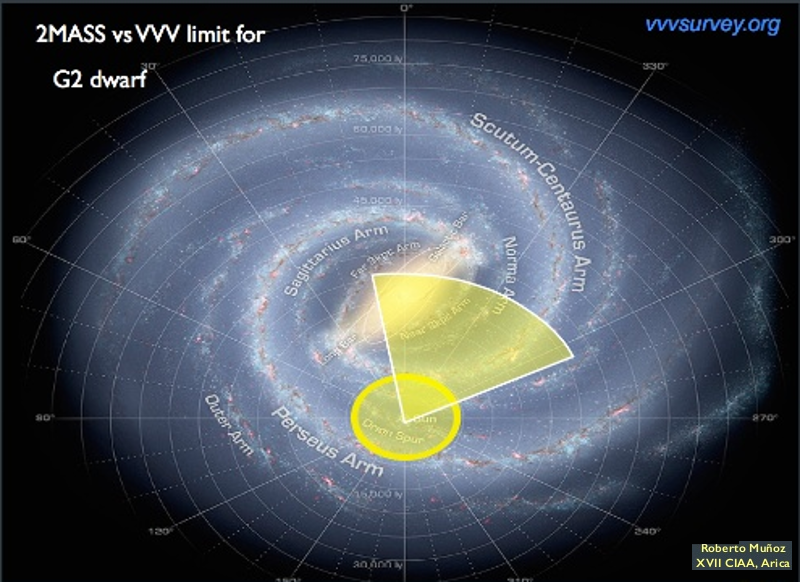 2MASS vs VVV limit for
G2 dwarf
vvvsurvey.org
0°
30°
330°
75,000 ly
60,000 ly
45,000 ly
Scutum-Centaurus Arm
60°
300°
Sagittarius Arm
Far 3kpc Arm
Galactic Bar
Norma Arm
Near 3kpc Arm
Long Bar
270°
Sun
Orion Spur
Outer Arm
Perseus Arm
15,000 ly
120°
240°
30,000 ly
210°
Roberto Muñoz
XVII CIAA, Arica